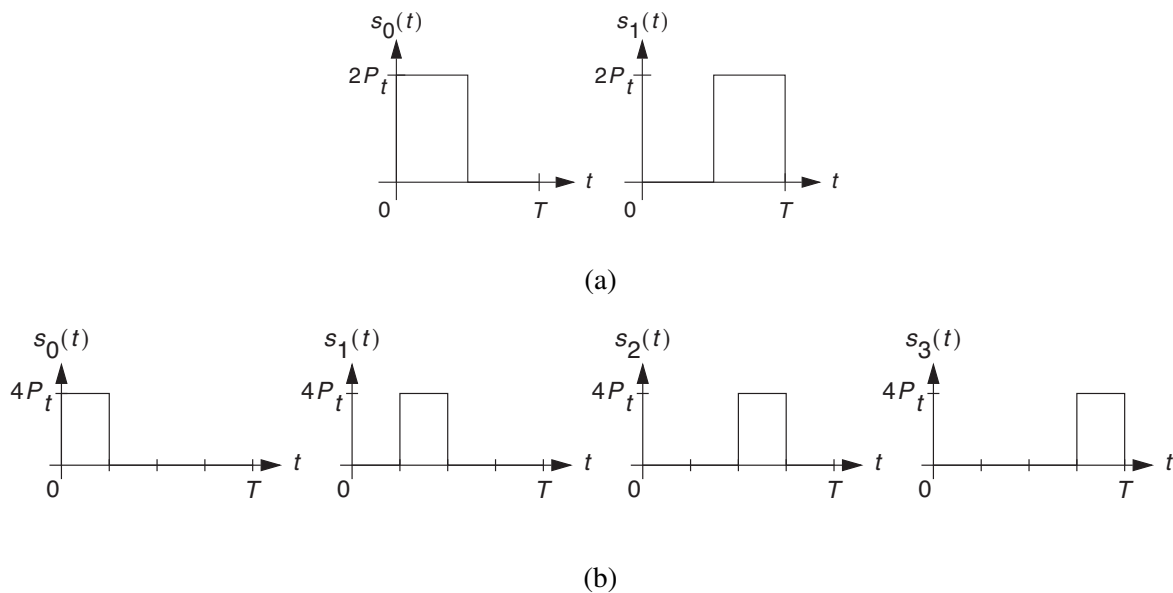 s0(t) s1(t)
2Pt 2Pt
t t
0 T 0 T
(a)
s0(t) s1(t) s2(t) s3(t)
4Pt 4Pt 4Pt 4Pt
t t t t
0 T 0 T 0 T 0 T
(b)